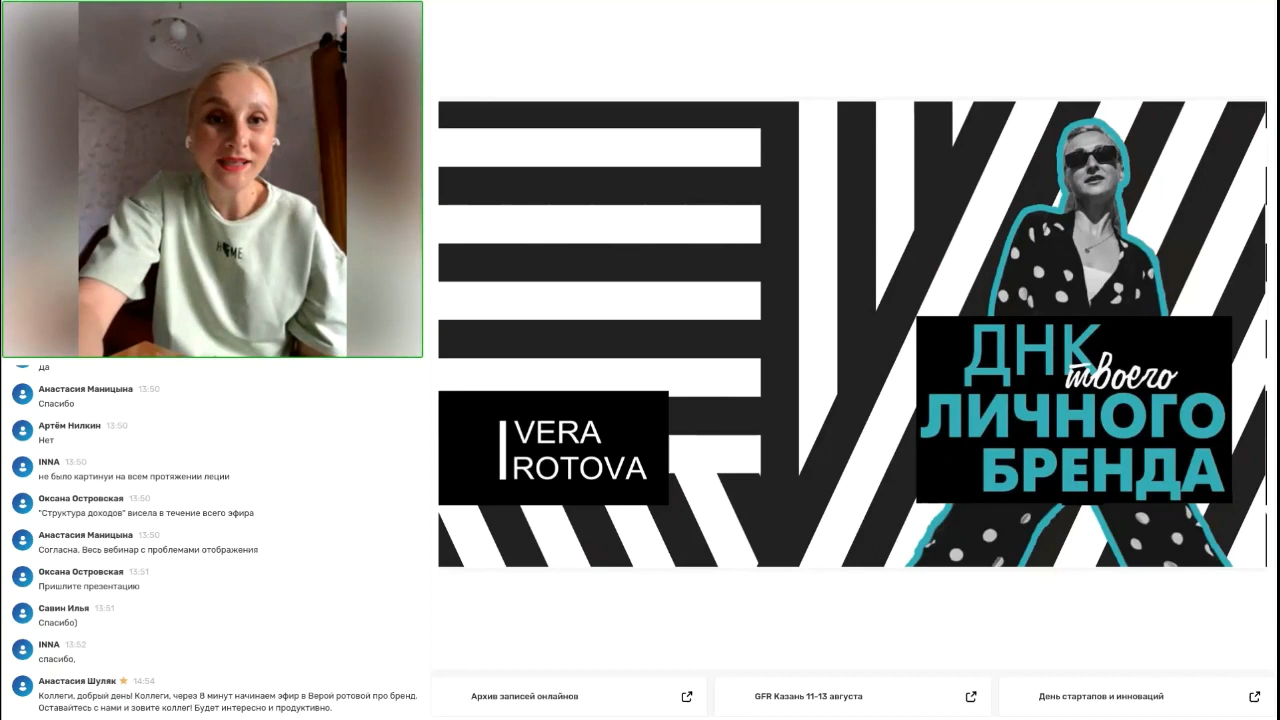 HOME
VERA
ROTOVA
ДНК
твоего
ЛИЧНОГО
БРЕНДА
Да
Анастасия Маницына 13:50
Спасибо
Артём Нилкин 13:50
Нет
INNA 13:50
не было картинуи на всем протяжении леции
Оксана Островская 13:50
"Структура доходов" висела в течение всего эфира
Анастасия Маницына 13:50
Согласна. Весь вебинар с проблемами отображения
Оксана Островская 13:51
Пришлите презентацию
Савин Илья 13:51
Спасибо)
INNA 13:52
спасибо,
Анастасия Шуляк 14:54
Коллеги, добрый день! Коллеги, через 8 минут начинаем эфир в Верой ротовой про бренд.
Оставайтесь с нами и зовите коллег! Будет интересно и продуктивно.
Архив записей онлайнов
GFR Казань 11-13 августа
День стартапов и инноваций